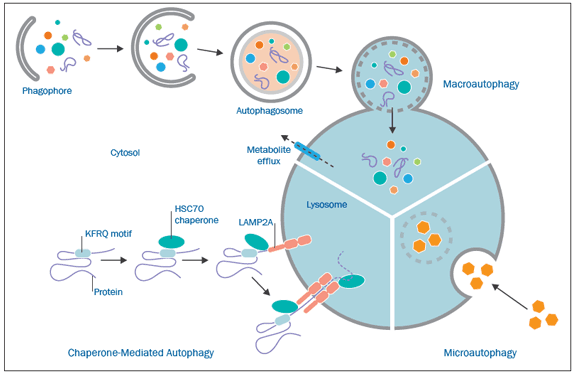 Phagophore
Autophagosome
Macroautophagy
Cytosol
Metabolite
efflux
Lysosome
HSC70
chaperone
LAMP2A
KFRQ motif
Protein
Chaperone-Mediated Autophagy
Microautophagy